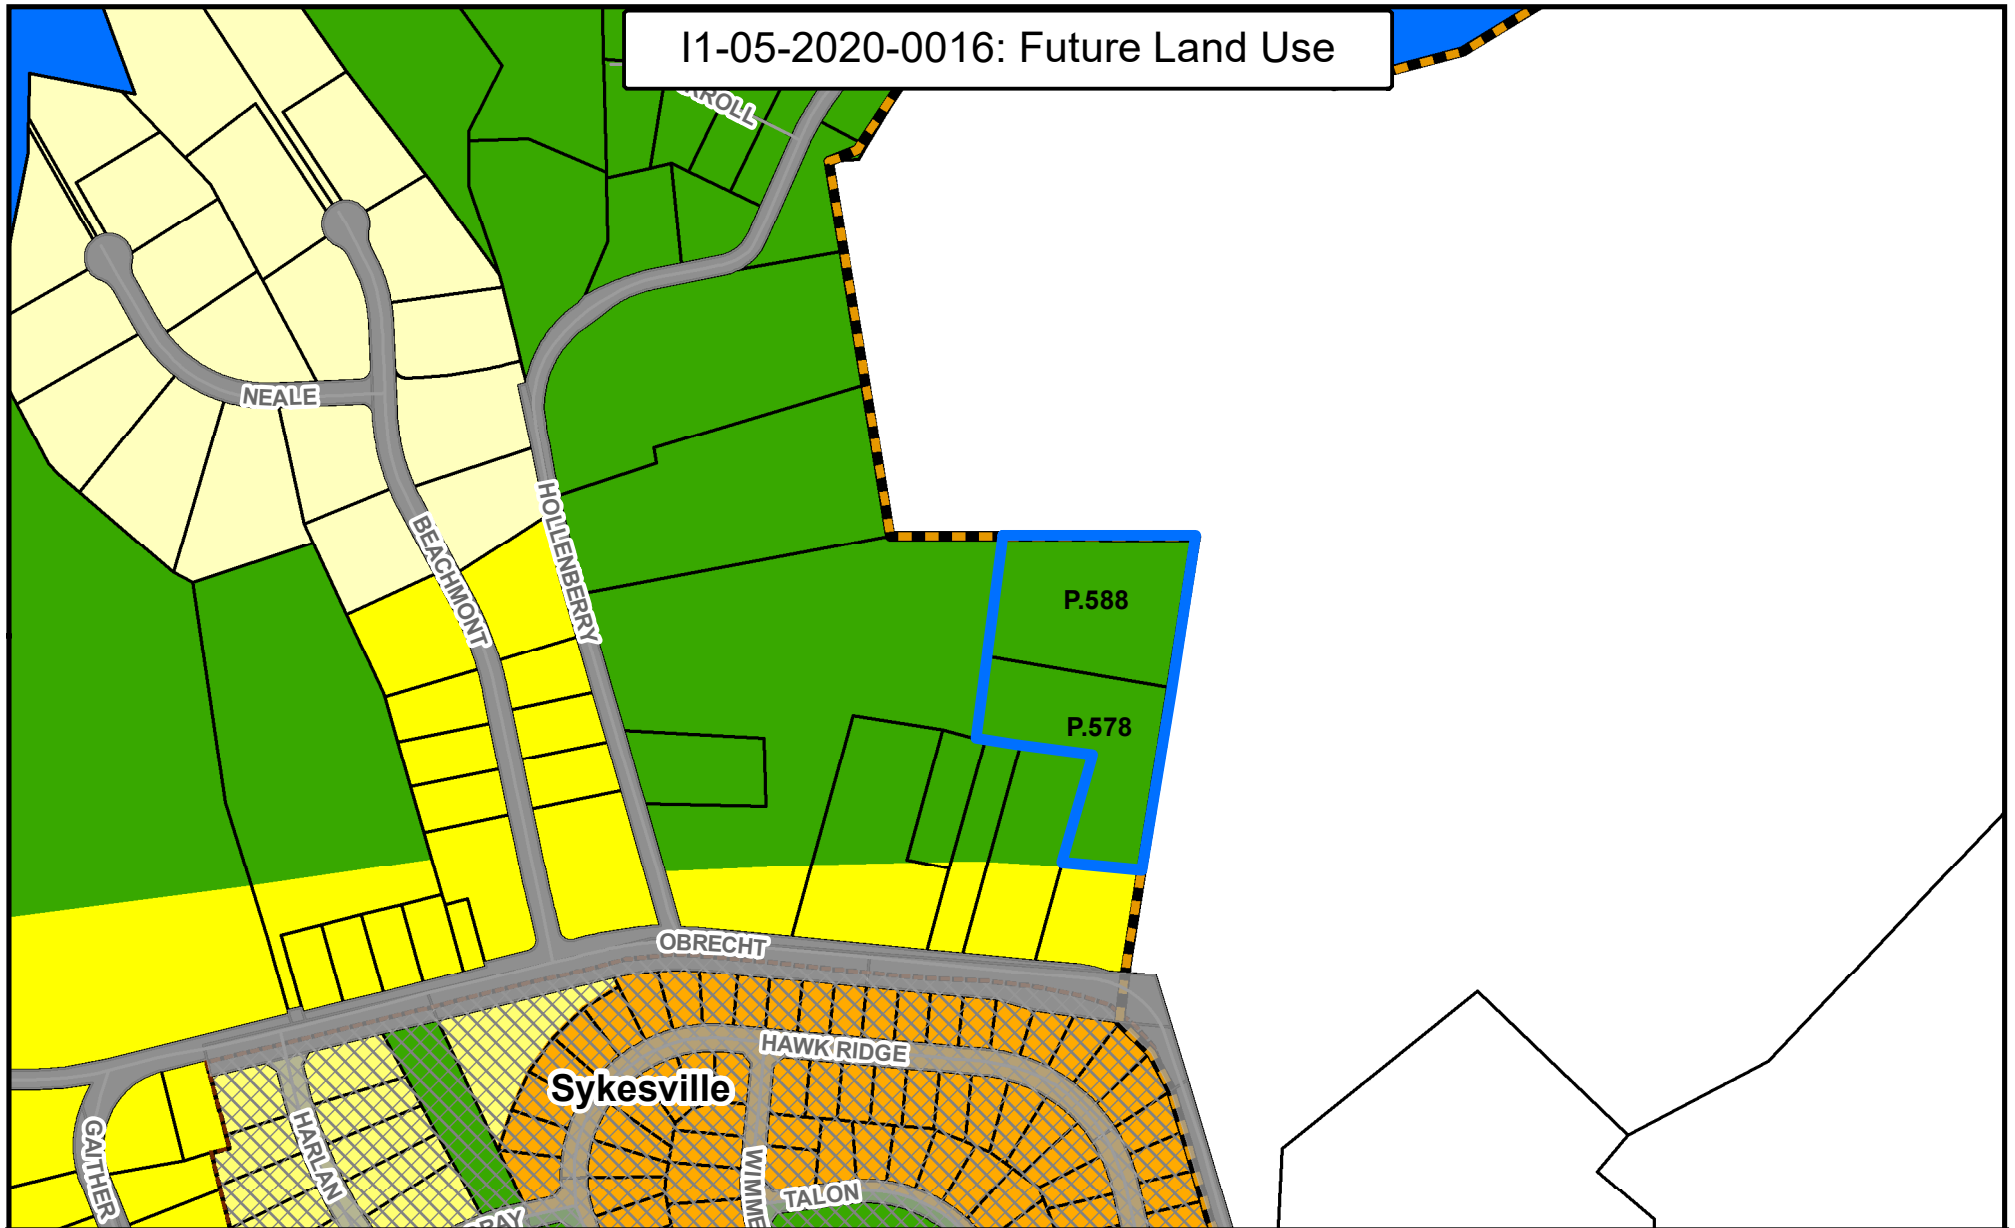 I1-05-2020-0016: Future Land Use
NEALE
BEACHMONT
HOLLENBERRY
P.588
P.578
OBRECHT
HAWK RIDGE
Sykesville
GAITHER
HARLAN
TALON